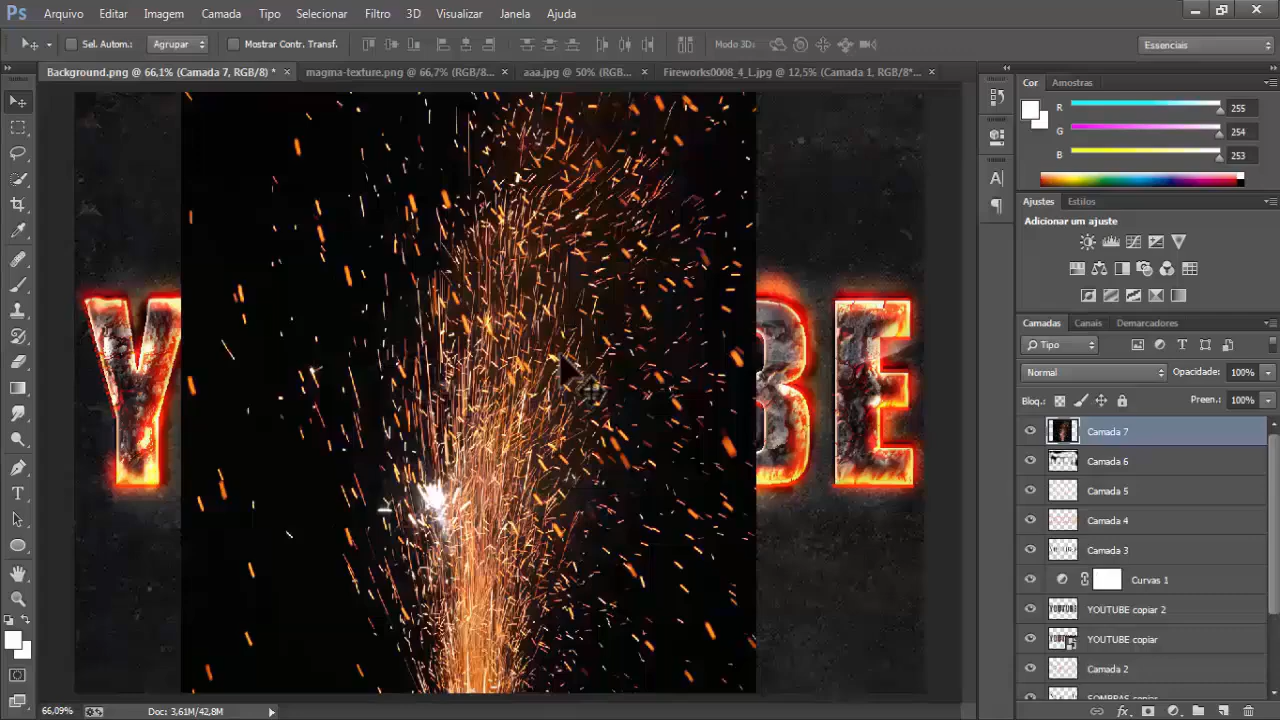 Ps Arquivo Editar Imagem Camada Tipo Selecionar Filtro 3D Visualizar Janela Ajuda
Sel. Autom.: Agrupar Mostrar Contr. Transf. Modo 3D: Essenciais
Background.png @ 66,1% (Camada 7, RGB/8) * × magma-texture.png @ 66,7% (RGB/8... × aaa.jpg @ 50% (RGB/8... × Fireworks0008_4_L.jpg @ 12,5% (Camada 1, RGB/8*... ×
Cor Amostras
R 255
G 254
B 253
Ajustes Estilos
Adicionar um ajuste
Y BE
Camadas Canais Demarcadores
Tipo
Normal Opacidade: 100%
Bloq.: Preen.: 100%
Camada 7
Camada 6
Camada 5
Camada 4
Camada 3
Curvas 1
YOUTUBE copiar 2
YOUTUBE copiar
Camada 2
SOMBRAS copiar
66,09% Doc: 3,61M/42,8M